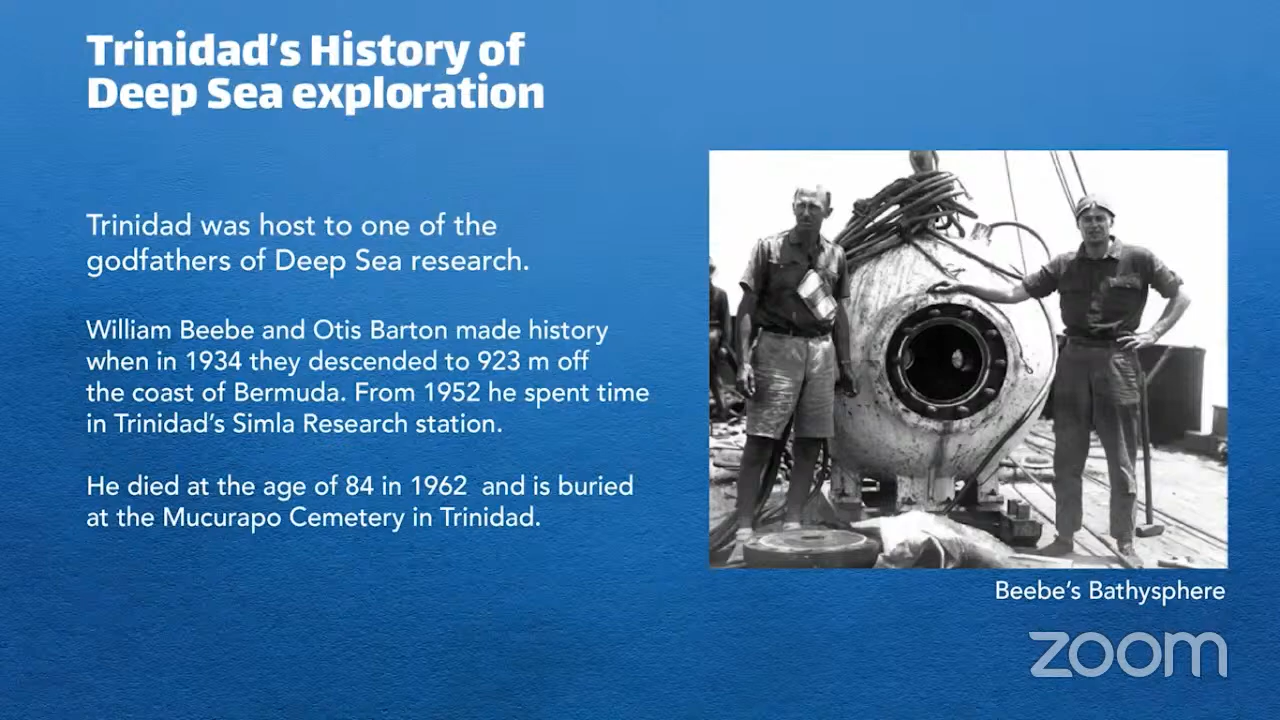 Trinidad's History of
Deep Sea exploration
Trinidad was host to one of the
godfathers of Deep Sea research.
William Beebe and Otis Barton made history
when in 1934 they descended to 923 m off
the coast of Bermuda. From 1952 he spent time
in Trinidad's Simla Research station.
He died at the age of 84 in 1962 and is buried
at the Mucurapo Cemetery in Trinidad.
Beebe's Bathysphere
zoom